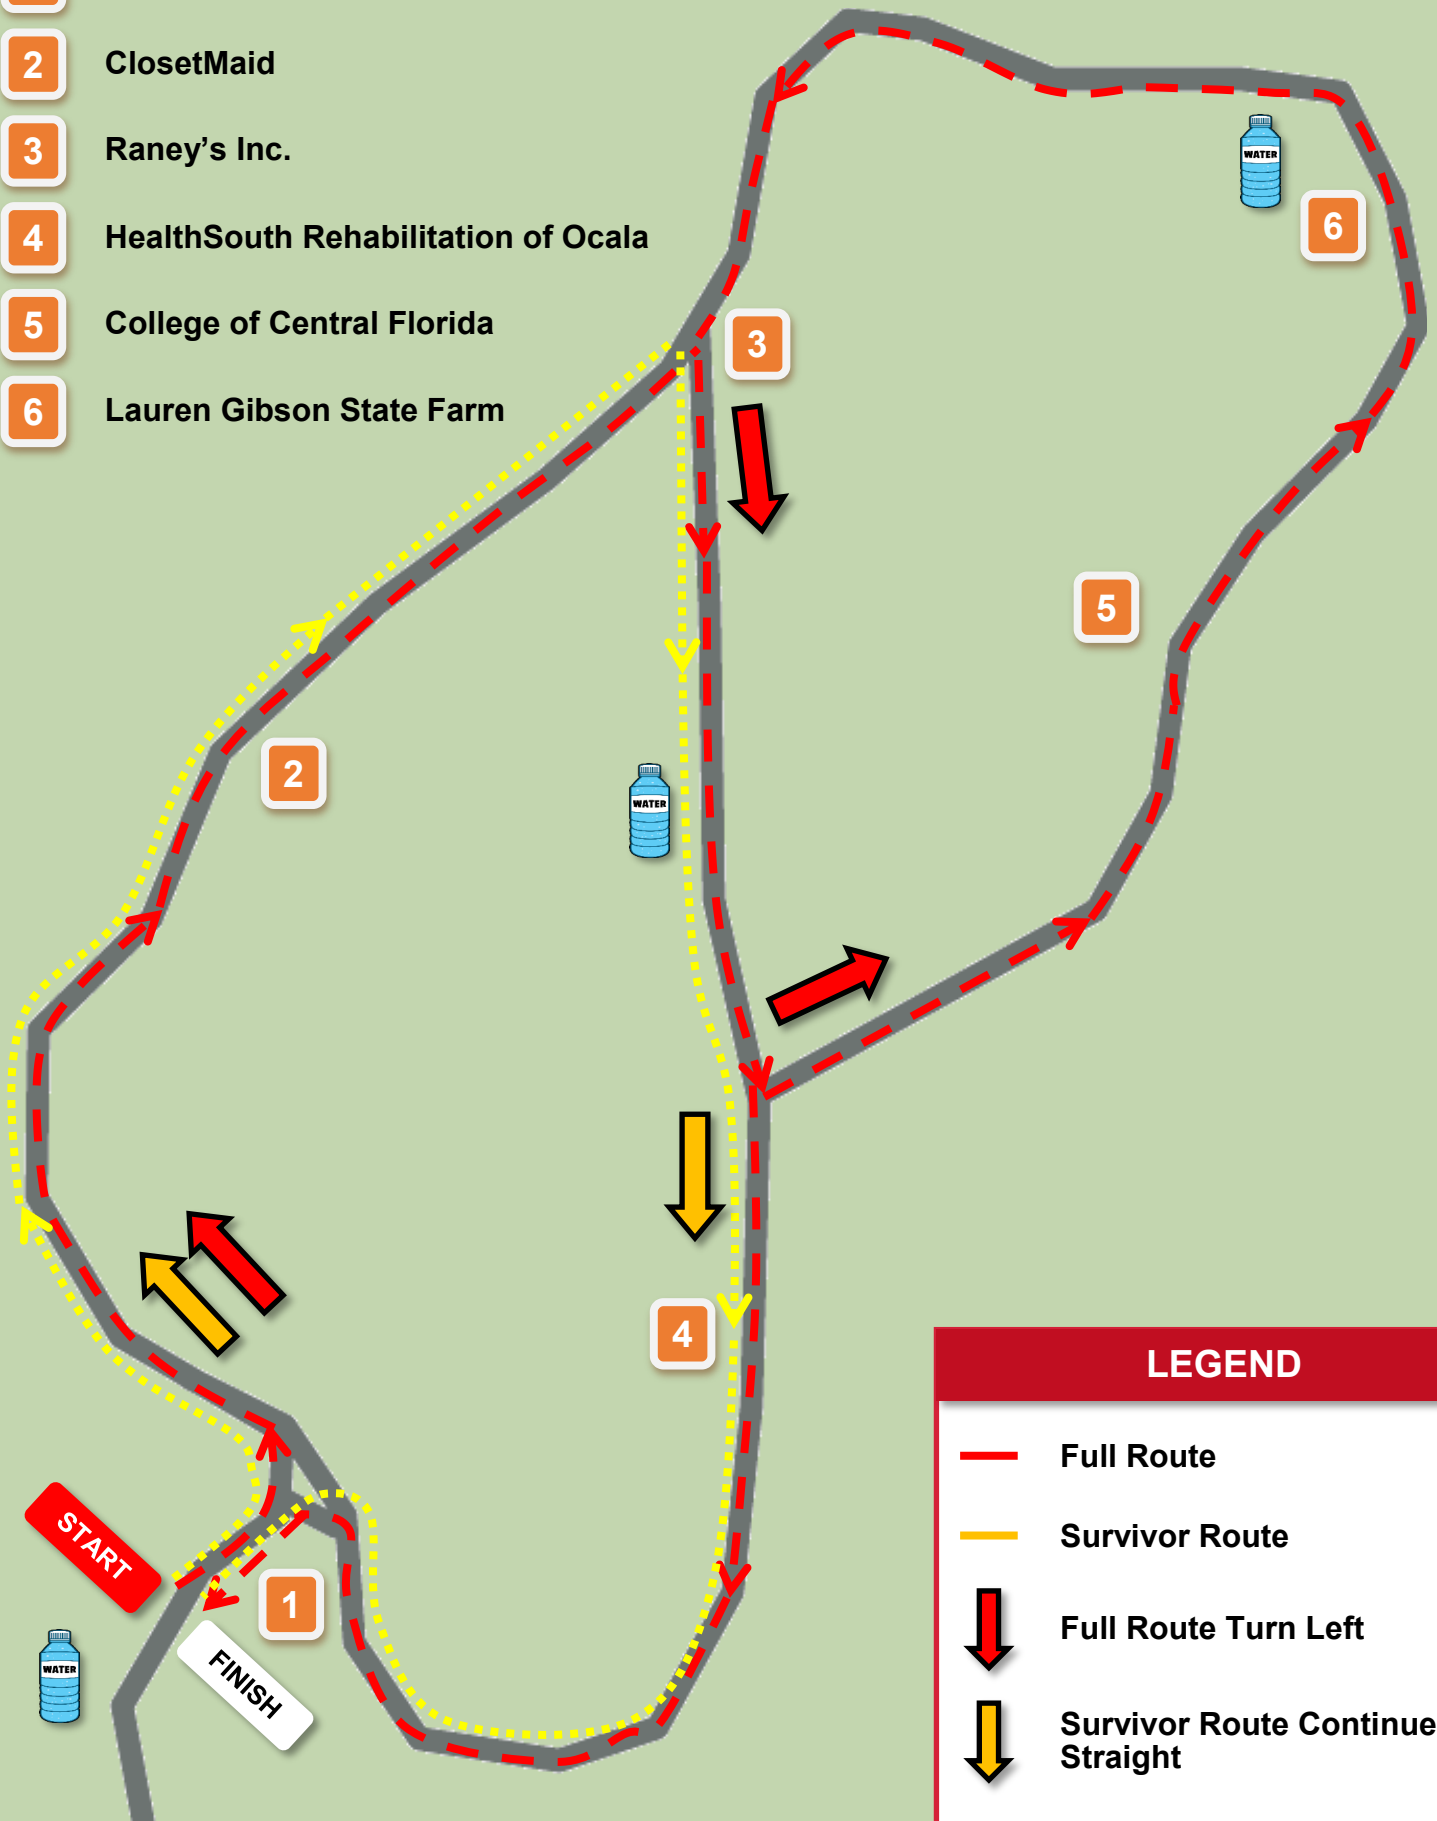 2 ClosetMaid
3 Raney’s Inc.
4 HealthSouth Rehabilitation of Ocala
5 College of Central Florida
6 Lauren Gibson State Farm
WATER
6
3
5
2
WATER
4
START
1
WATER
FINISH
LEGEND
Full Route
Survivor Route
Full Route Turn Left
Survivor Route Continue
Straight